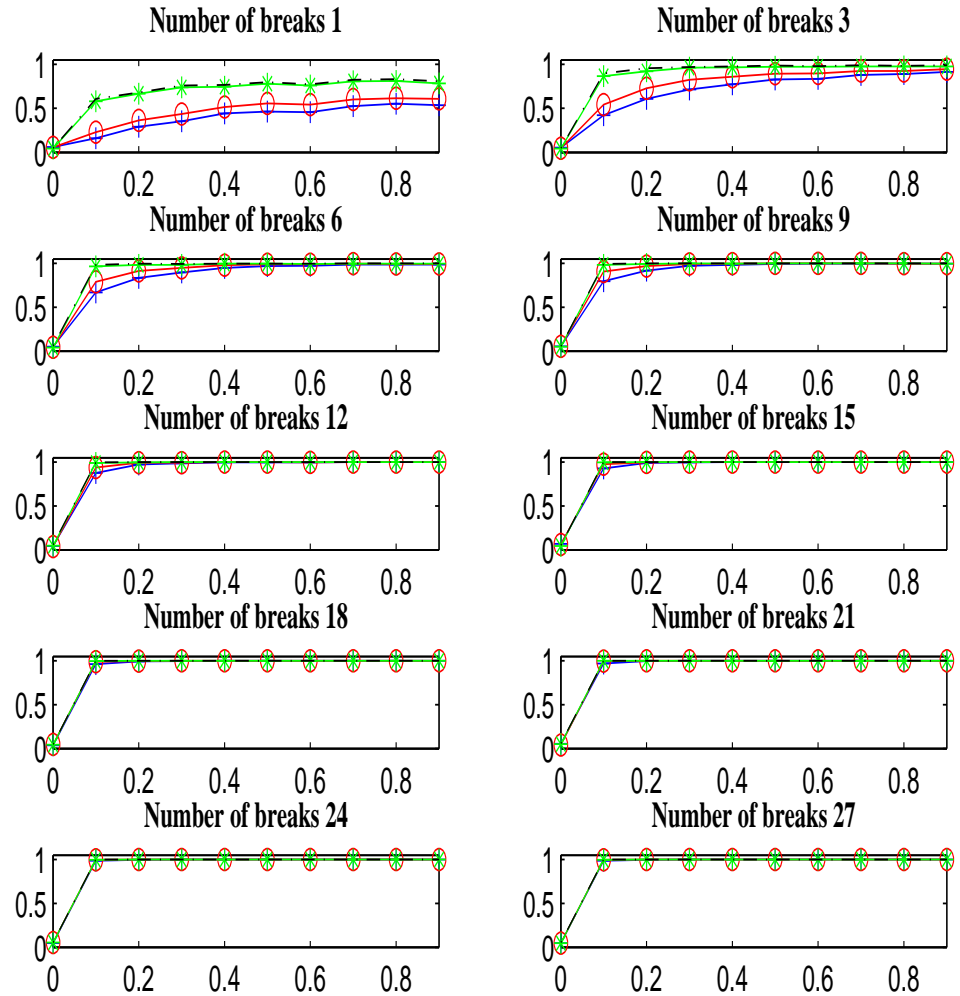 Number of breaks 1
1
0.5
0
0 0.2 0.4 0.6 0.8
Number of breaks 3
1
0.5
0
0 0.2 0.4 0.6 0.8
Number of breaks 6
1
0.5
0
0 0.2 0.4 0.6 0.8
Number of breaks 9
1
0.5
0
0 0.2 0.4 0.6 0.8
Number of breaks 12
1
0.5
0
0 0.2 0.4 0.6 0.8
Number of breaks 15
1
0.5
0
0 0.2 0.4 0.6 0.8
Number of breaks 18
1
0.5
0
0 0.2 0.4 0.6 0.8
Number of breaks 21
1
0.5
0
0 0.2 0.4 0.6 0.8
Number of breaks 24
1
0.5
0
0 0.2 0.4 0.6 0.8
Number of breaks 27
1
0.5
0
0 0.2 0.4 0.6 0.8